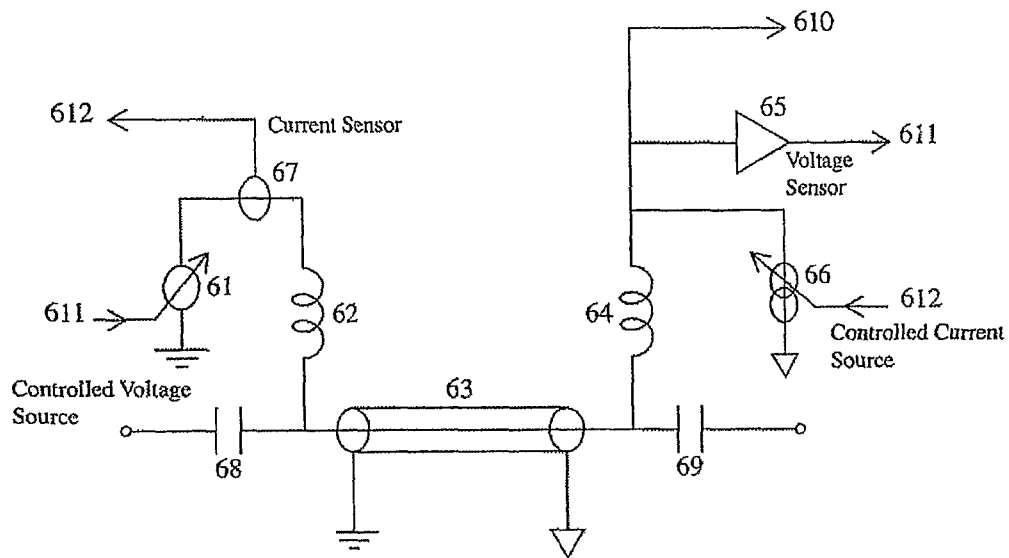 610
612
Current Sensor
65
611
67
Voltage
Sensor
61
66
611
62
64
612
Controlled Current
Source
Controlled Voltage
Source
63
68
69